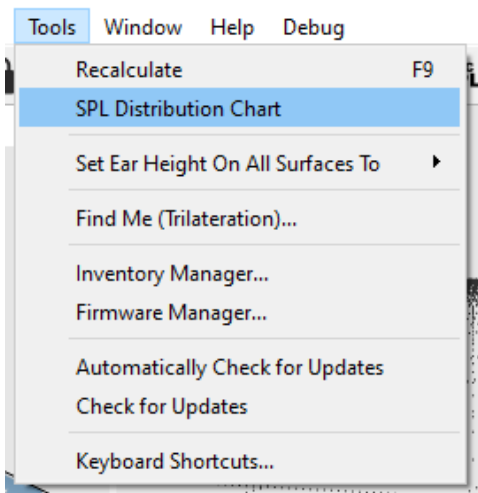 Tools Window Help Debug
Recalculate F9
SPL Distribution Chart
Set Ear Height On All Surfaces To
Find Me (Trilateration)...
Inventory Manager...
Firmware Manager...
Automatically Check for Updates
Check for Updates
Keyboard Shortcuts...